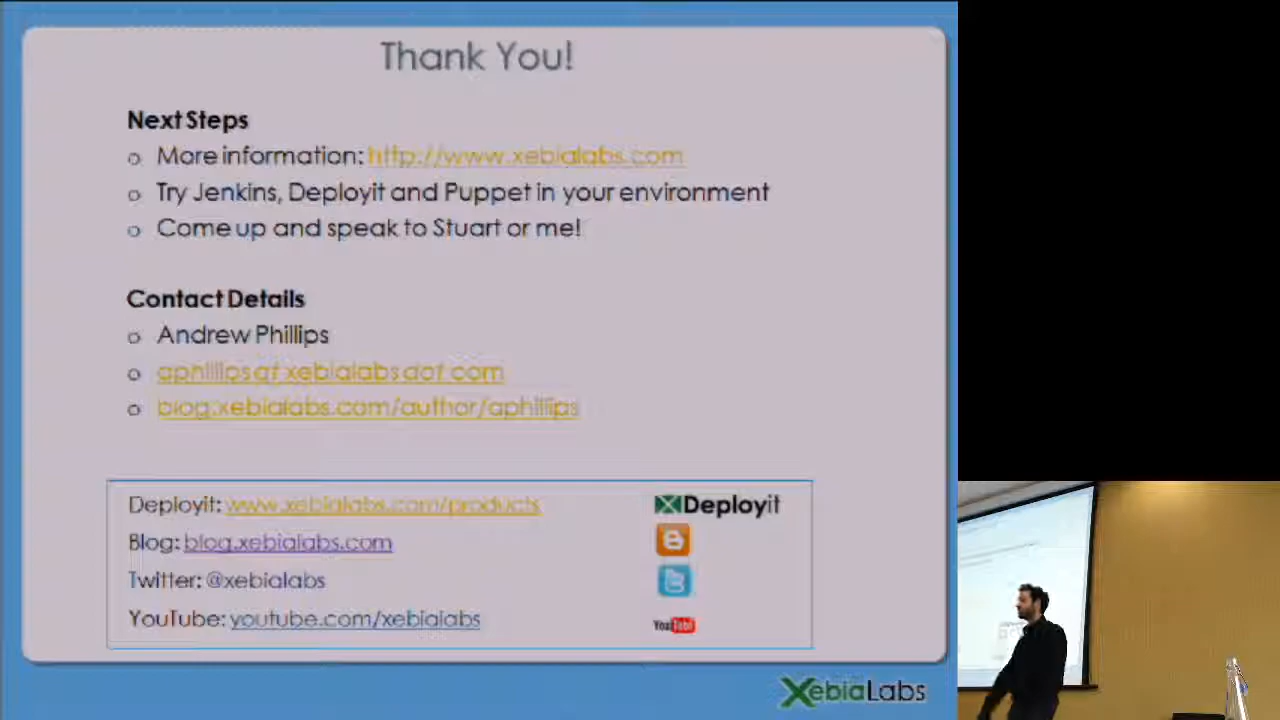 Thank You!
Next Steps
More information: http://www.xebialabs.com
Try Jenkins, Deployit and Puppet in your environment
Come up and speak to Stuart or me!
Contact Details
Andrew Phillips
aphillips at xebialabs dot com
blog.xebialabs.com/author/aphillips
Deployit: www.xebialabs.com/products
Deployit
Blog: blog.xebialabs.com
Twitter: @xebialabs
YouTube: youtube.com/xebialabs
YouTube
XebiaLabs